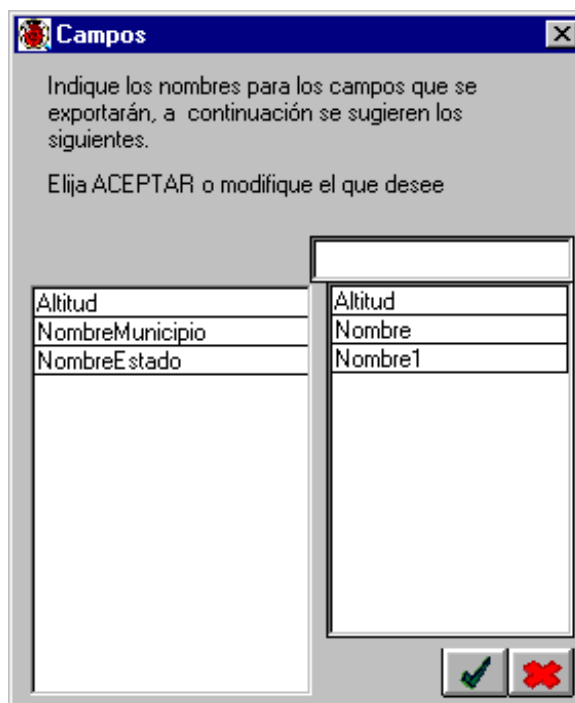 Campos
Indique los nombres para los campos que se
exportarán, a continuación se sugieren los
siguientes.
Elija ACEPTAR o modifique el que desee
Altitud
NombreMunicipio
NombreEstado
Altitud
Nombre
Nombre1